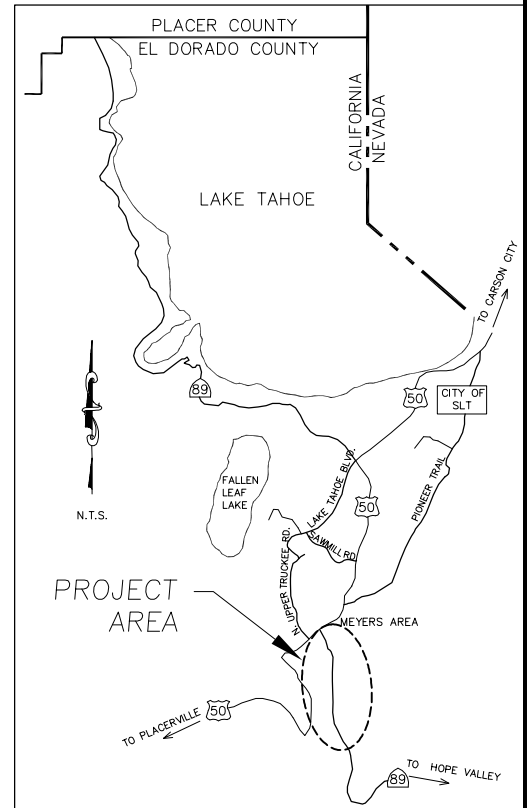 PLACER COUNTY
EL DORADO COUNTY
CALIFORNIA
NEVADA
LAKE TAHOE
TO CARSON CITY
89
50
CITY OF
SLT
FALLEN
LEAF
LAKE
LAKE TAHOE BLVD.
PIONEER TRAIL
50
N.T.S.
SAWMILL RD.
N. UPPER TRUCKEE RD.
PROJECT
AREA
MEYERS AREA
50
TO PLACERVILLE
TO HOPE VALLEY
89